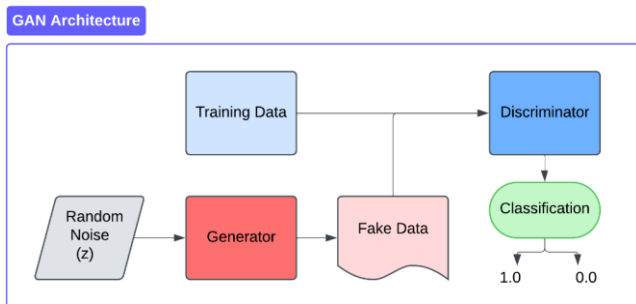 GAN Architecture
Training Data
Discriminator
Random
Noise
(z)
Generator
Fake Data
Classification
1.0
0.0